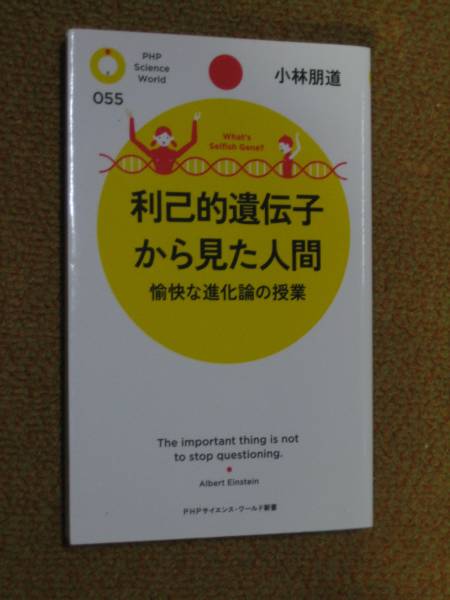 PHP
Science
World
055
小林朋道
What's
Selfish Gene?
利己的遺伝子
から見た人間
愉快な進化論の授業
The important thing is not
to stop questioning.
Albert Einstein
PHPサイエンス・ワールド新書